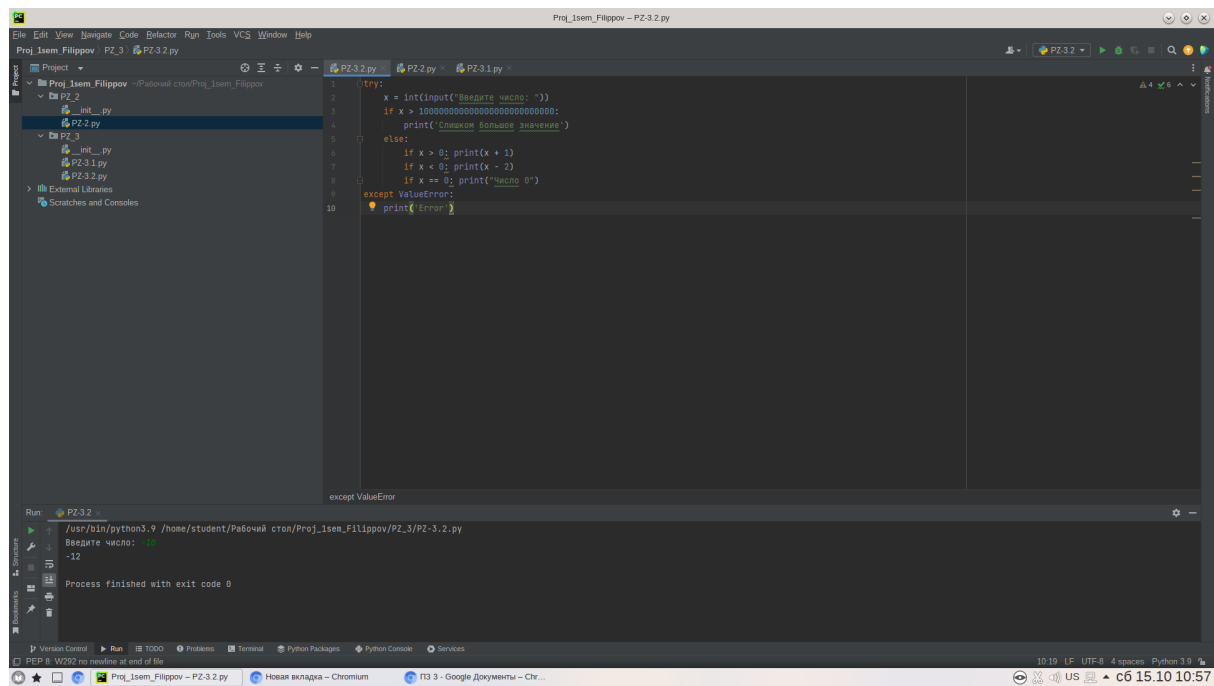 PC Proj_1sem_Filippov – PZ-3.2.py
File Edit View Navigate Code Refactor Run Tools VCS Window Help
Proj_1sem_Filippov PZ_3 PZ-3.2.py PZ-3.2
Project PZ-3.2.py PZ-2.py PZ-3.1.py
Proj_1sem_Filippov ~/Рабочий стол/Proj_1sem_Filippov
PZ_2
__init__.py
PZ-2.py
PZ_3
__init__.py
PZ-3.1.py
PZ-3.2.py
External Libraries
Scratches and Consoles
Project
Notifications
4 6
1 try:
2 x = int(input("Введите число: "))
3 if x > 1000000000000000000000000000:
4 print('Слишком большое значение')
5 else:
6 if x > 0: print(x + 1)
7 if x < 0: print(x - 2)
8 if x == 0: print("Число 0")
9 except ValueError:
10 print('Error')
except ValueError
Run: PZ-3.2
/usr/bin/python3.9 /home/student/Рабочий стол/Proj_1sem_Filippov/PZ_3/PZ-3.2.py
Введите число: -10
-12
Process finished with exit code 0
Structure
Bookmarks
Version Control Run TODO Problems Terminal Python Packages Python Console Services
PEP 8: W292 no newline at end of file 10:19 LF UTF-8 4 spaces Python 3.9
Proj_1sem_Filippov – PZ-3.2.py Новая вкладка – Chromium ПЗ 3 - Google Документы – Chr... US Сб 15.10 10:57